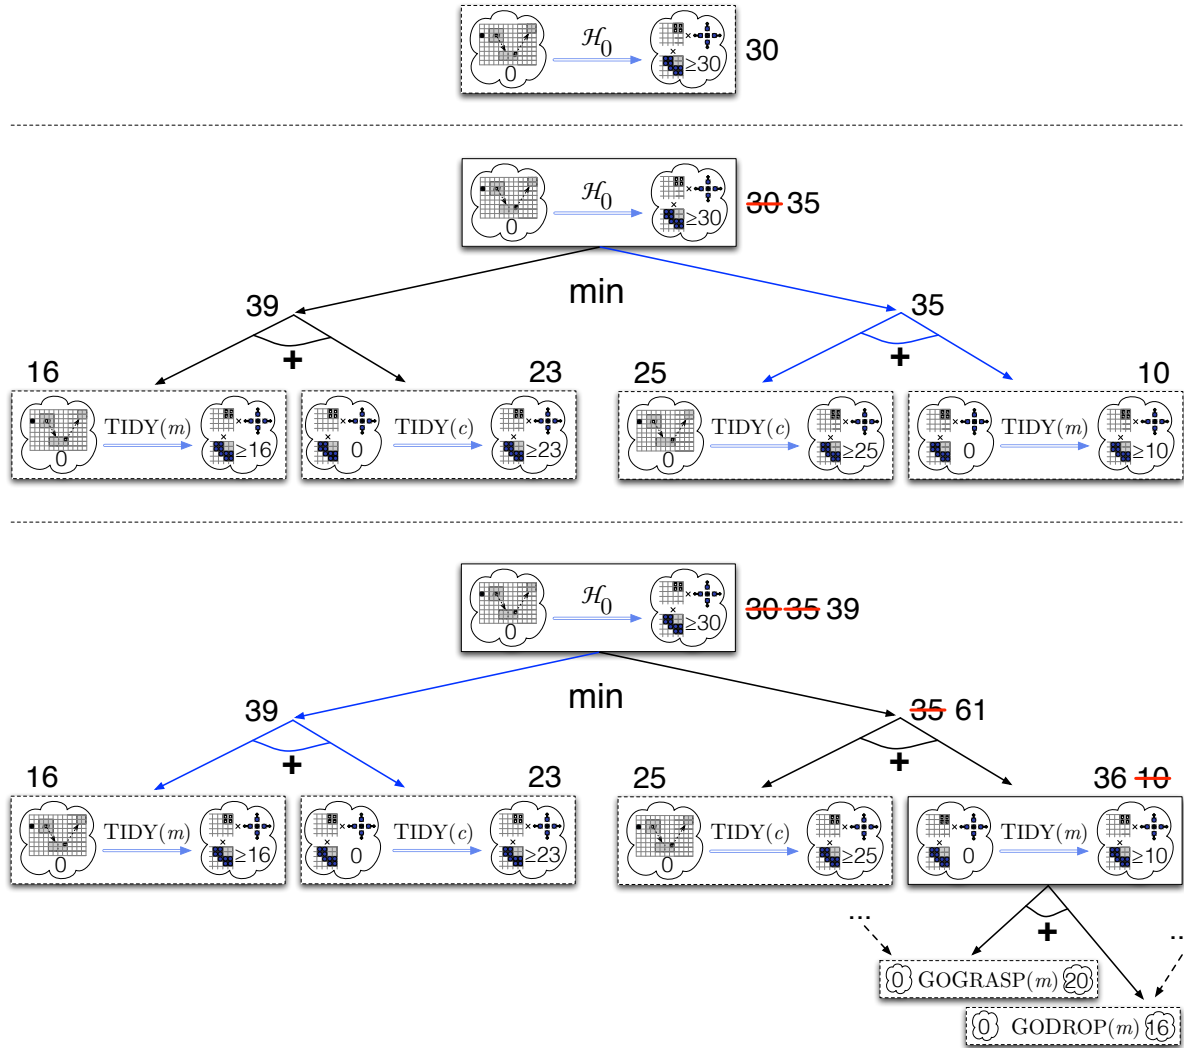 ℋ0
0
≥30
30
ℋ0
0
≥30
30 35
min
39
35
+
+
16
23
25
10
TIDY(m)
0
≥16
TIDY(c)
0
≥23
TIDY(c)
0
≥25
TIDY(m)
0
≥10
ℋ0
0
≥30
30 35 39
min
39
35 61
+
+
16
23
25
36 10
TIDY(m)
0
≥16
TIDY(c)
0
≥23
TIDY(c)
0
≥25
TIDY(m)
0
≥10
...
+
...
0 GOGRASP(m) 20
0 GODROP(m) 16